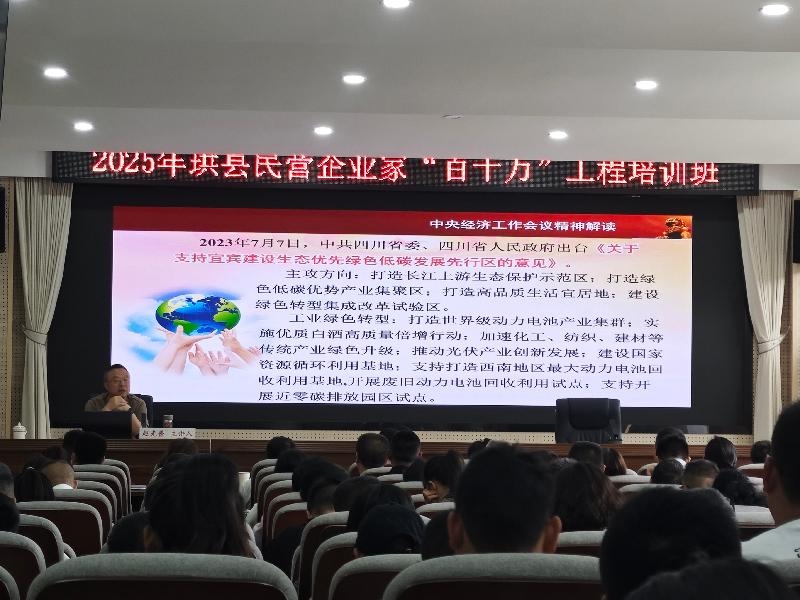 2025年珙县民营企业家“百千万”工程培训班
中央经济工作会议精神解读
2023年7月7日，中共四川省委、四川省人民政府出台《关于
支持宜宾建设生态优先绿色低碳发展先行区的意见》。
主攻方向：打造长江上游生态保护示范区；打造绿
色低碳优势产业集聚区；打造高品质生活宜居地；建设
绿色转型集成改革试验区。
工业绿色转型：打造世界级动力电池产业集群；实
施优质白酒高质量倍增行动；加速化工、纺织、建材等
传统产业绿色升级；推动光伏产业创新发展；建设国家
资源循环利用基地；支持打造西南地区最大动力电池回
收利用基地,开展废旧动力电池回收利用试点；支持开
展近零碳排放园区试点。